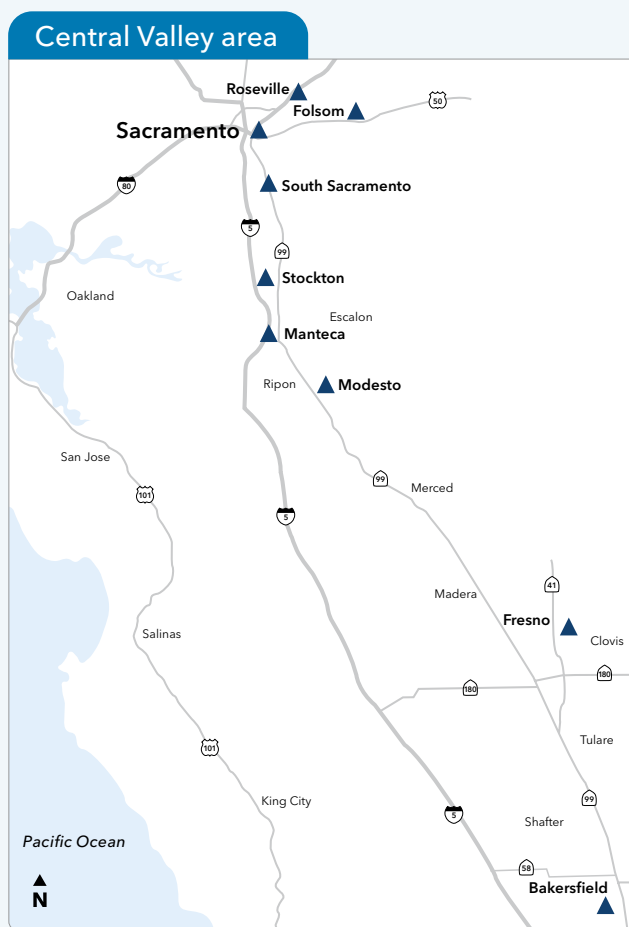 Central Valley area
Roseville
Folsom
50
Sacramento
80
South Sacramento
5
99
Stockton
Oakland
Escalon
Manteca
Ripon
Modesto
San Jose
99
Merced
101
5
41
Madera
Fresno
Salinas
Clovis
180
180
Tulare
101
99
King City
5
Shafter
Pacific Ocean
58
N
Bakersfield